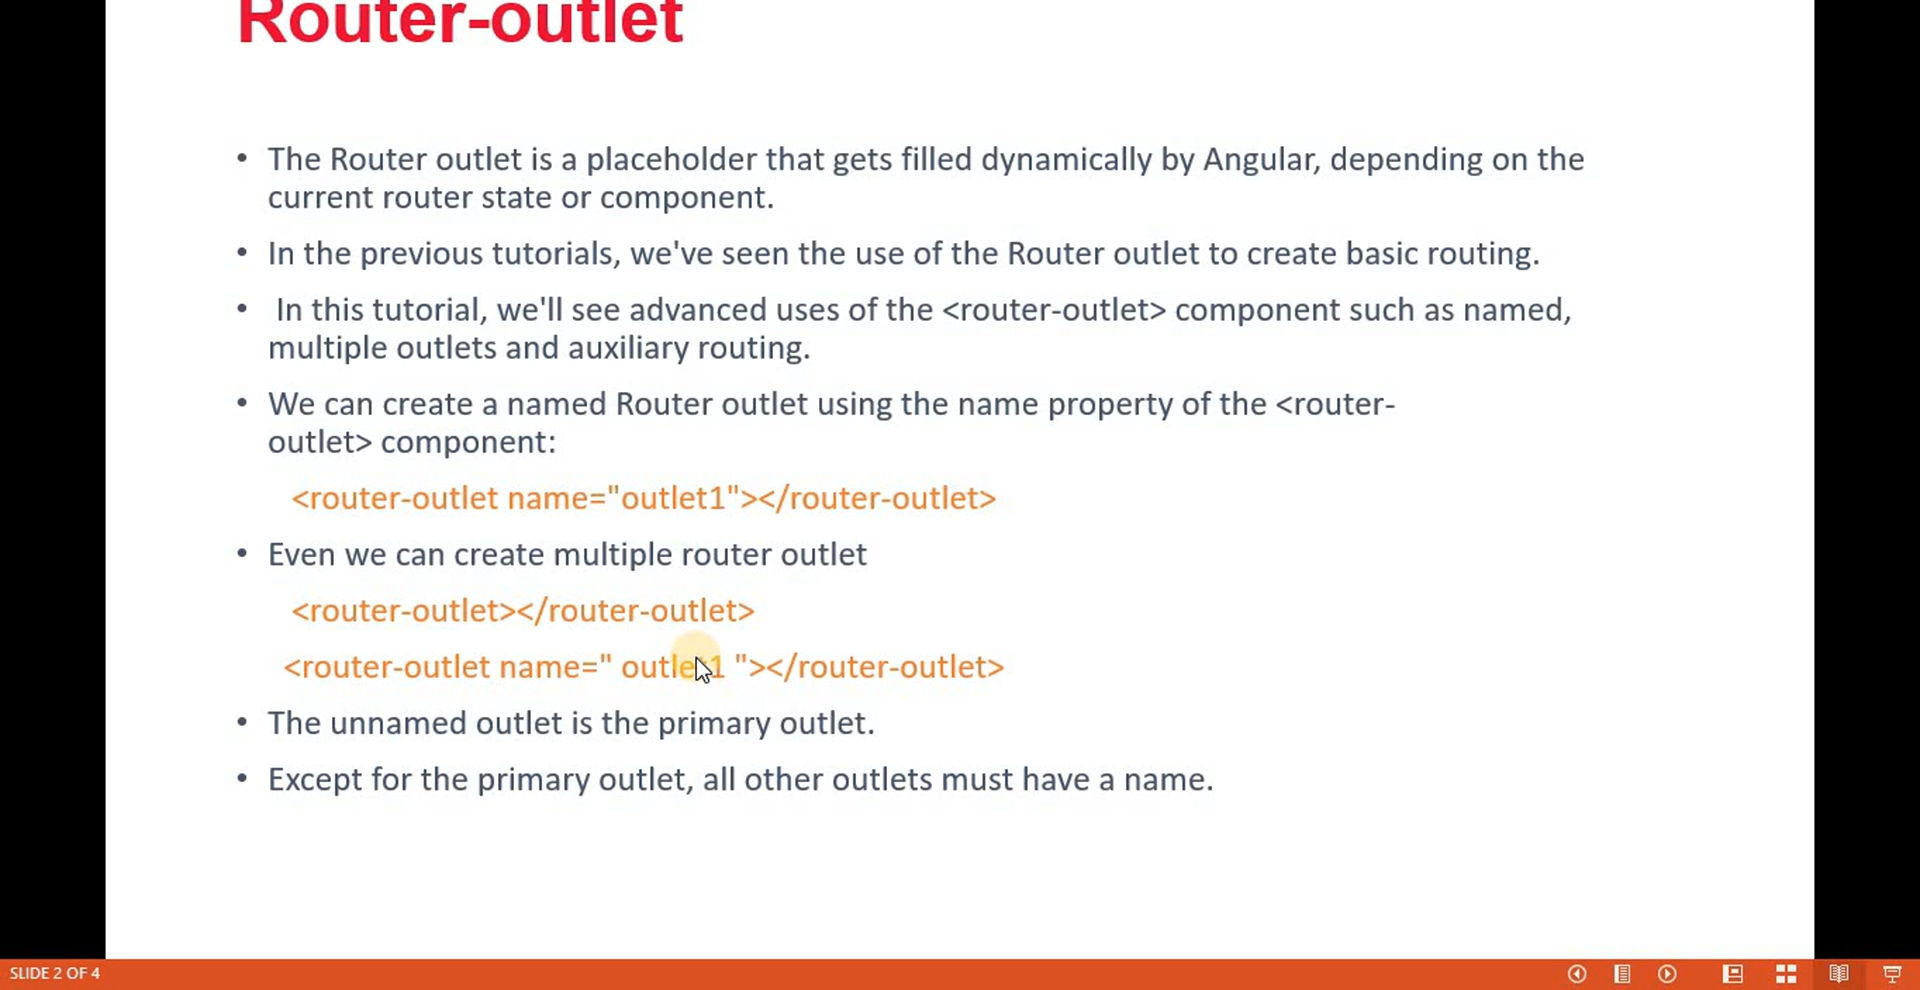 Router-outlet
• The Router outlet is a placeholder that gets filled dynamically by Angular, depending on the
current router state or component.
• In the previous tutorials, we've seen the use of the Router outlet to create basic routing.
• In this tutorial, we'll see advanced uses of the <router-outlet> component such as named,
multiple outlets and auxiliary routing.
• We can create a named Router outlet using the name property of the <router-
outlet> component:
<router-outlet name="outlet1"></router-outlet>
• Even we can create multiple router outlet
<router-outlet></router-outlet>
<router-outlet name=" outlet1 "></router-outlet>
• The unnamed outlet is the primary outlet.
• Except for the primary outlet, all other outlets must have a name.
SLIDE 2 OF 4